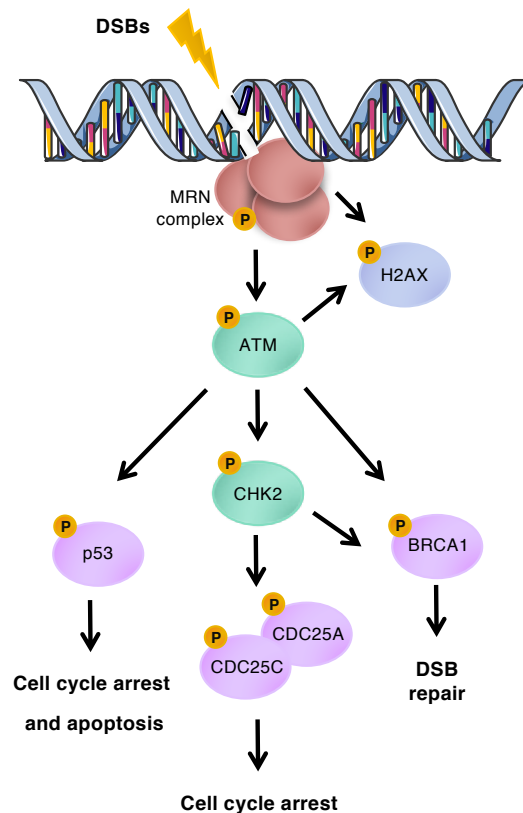 DSBs
MRN
complex
P
P
H2AX
P
ATM
P
CHK2
P
p53
P
BRCA1
P
CDC25A
P
CDC25C
Cell cycle arrest
and apoptosis
DSB
repair
Cell cycle arrest